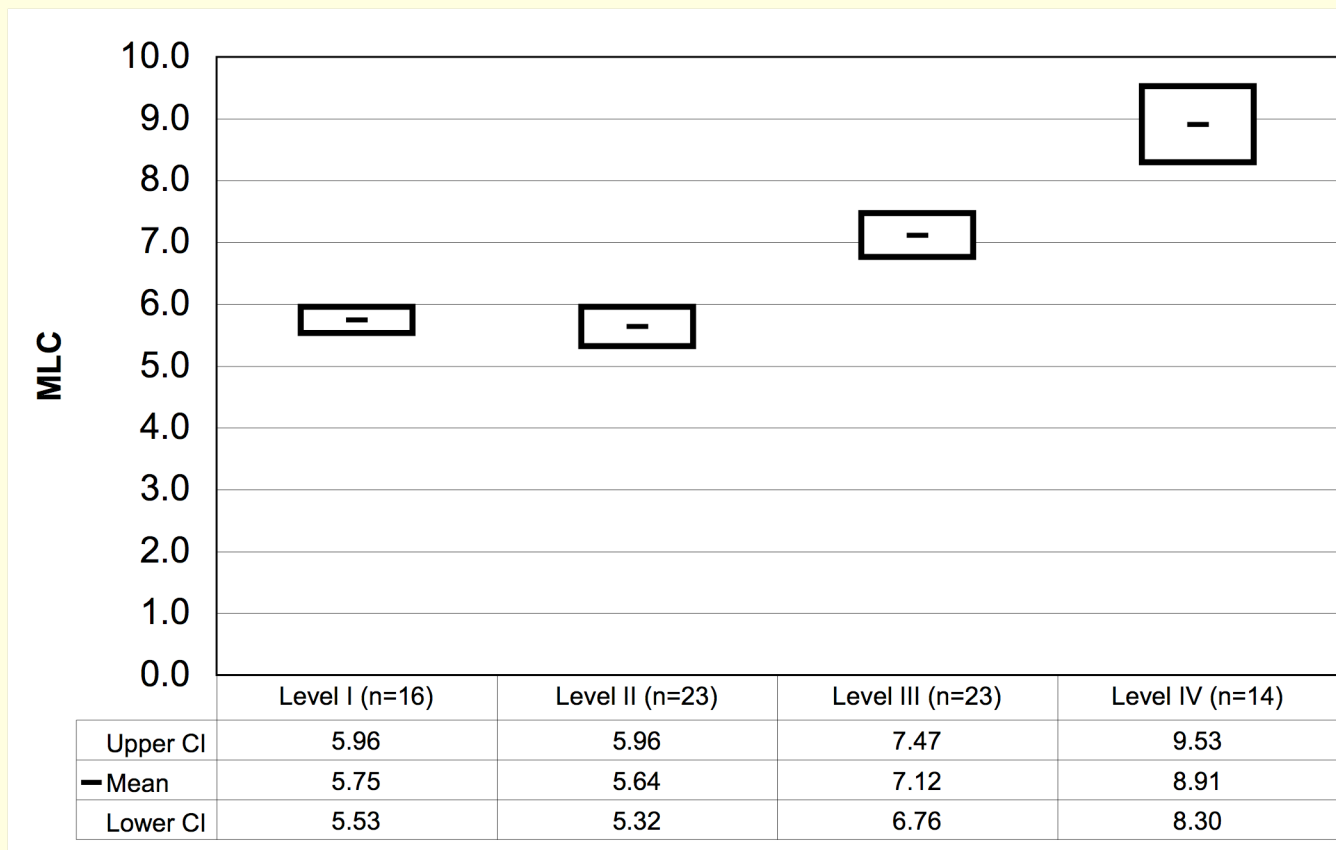 10.0
9.0
8.0
7.0
6.0
5.0
4.0
3.0
2.0
1.0
0.0
MLC
Level I (n=16) Level II (n=23) Level III (n=23) Level IV (n=14)
Upper CI 5.96 5.96 7.47 9.53
Mean 5.75 5.64 7.12 8.91
Lower CI 5.53 5.32 6.76 8.30